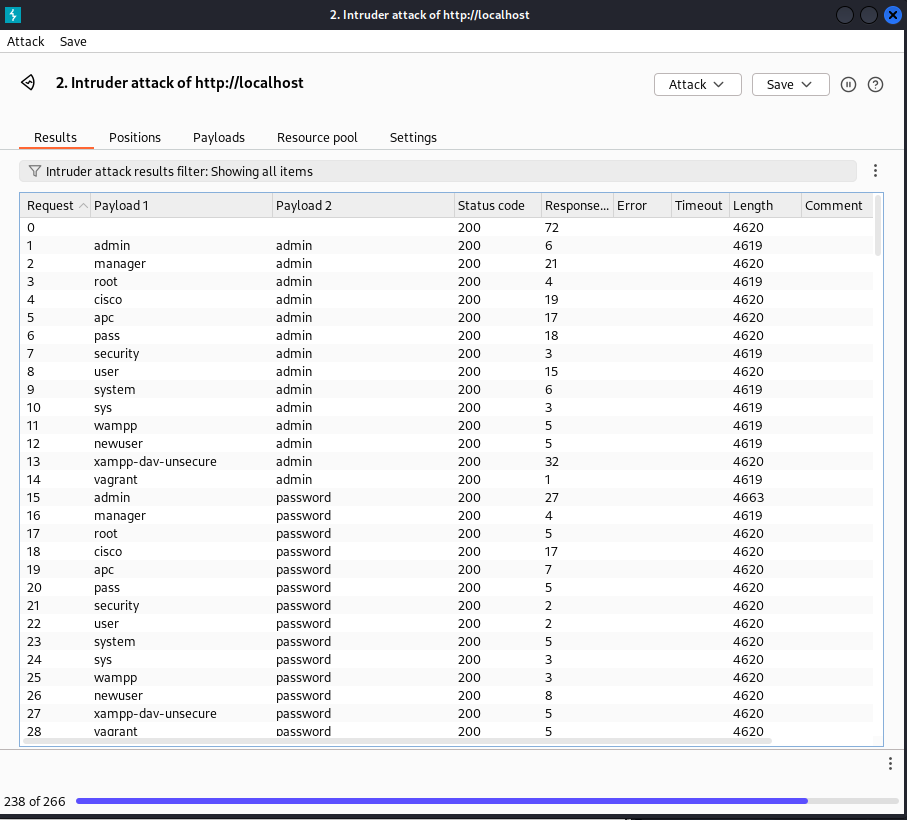 2. Intruder attack of http://localhost
Attack Save
2. Intruder attack of http://localhost Attack Save
Results Positions Payloads Resource pool Settings
Intruder attack results filter: Showing all items
Request Payload 1 Payload 2 Status code Response... Error Timeout Length Comment
0 200 72 4620
1 admin admin 200 6 4619
2 manager admin 200 21 4620
3 root admin 200 4 4619
4 cisco admin 200 19 4620
5 apc admin 200 17 4620
6 pass admin 200 18 4620
7 security admin 200 3 4619
8 user admin 200 15 4620
9 system admin 200 6 4619
10 sys admin 200 3 4619
11 wampp admin 200 5 4619
12 newuser admin 200 5 4619
13 xampp-dav-unsecure admin 200 32 4620
14 vagrant admin 200 1 4619
15 admin password 200 27 4663
16 manager password 200 4 4619
17 root password 200 5 4620
18 cisco password 200 17 4620
19 apc password 200 7 4620
20 pass password 200 5 4620
21 security password 200 2 4620
22 user password 200 2 4620
23 system password 200 5 4620
24 sys password 200 3 4620
25 wampp password 200 3 4620
26 newuser password 200 8 4620
27 xampp-dav-unsecure password 200 5 4620
28 vagrant password 200 5 4620
238 of 266